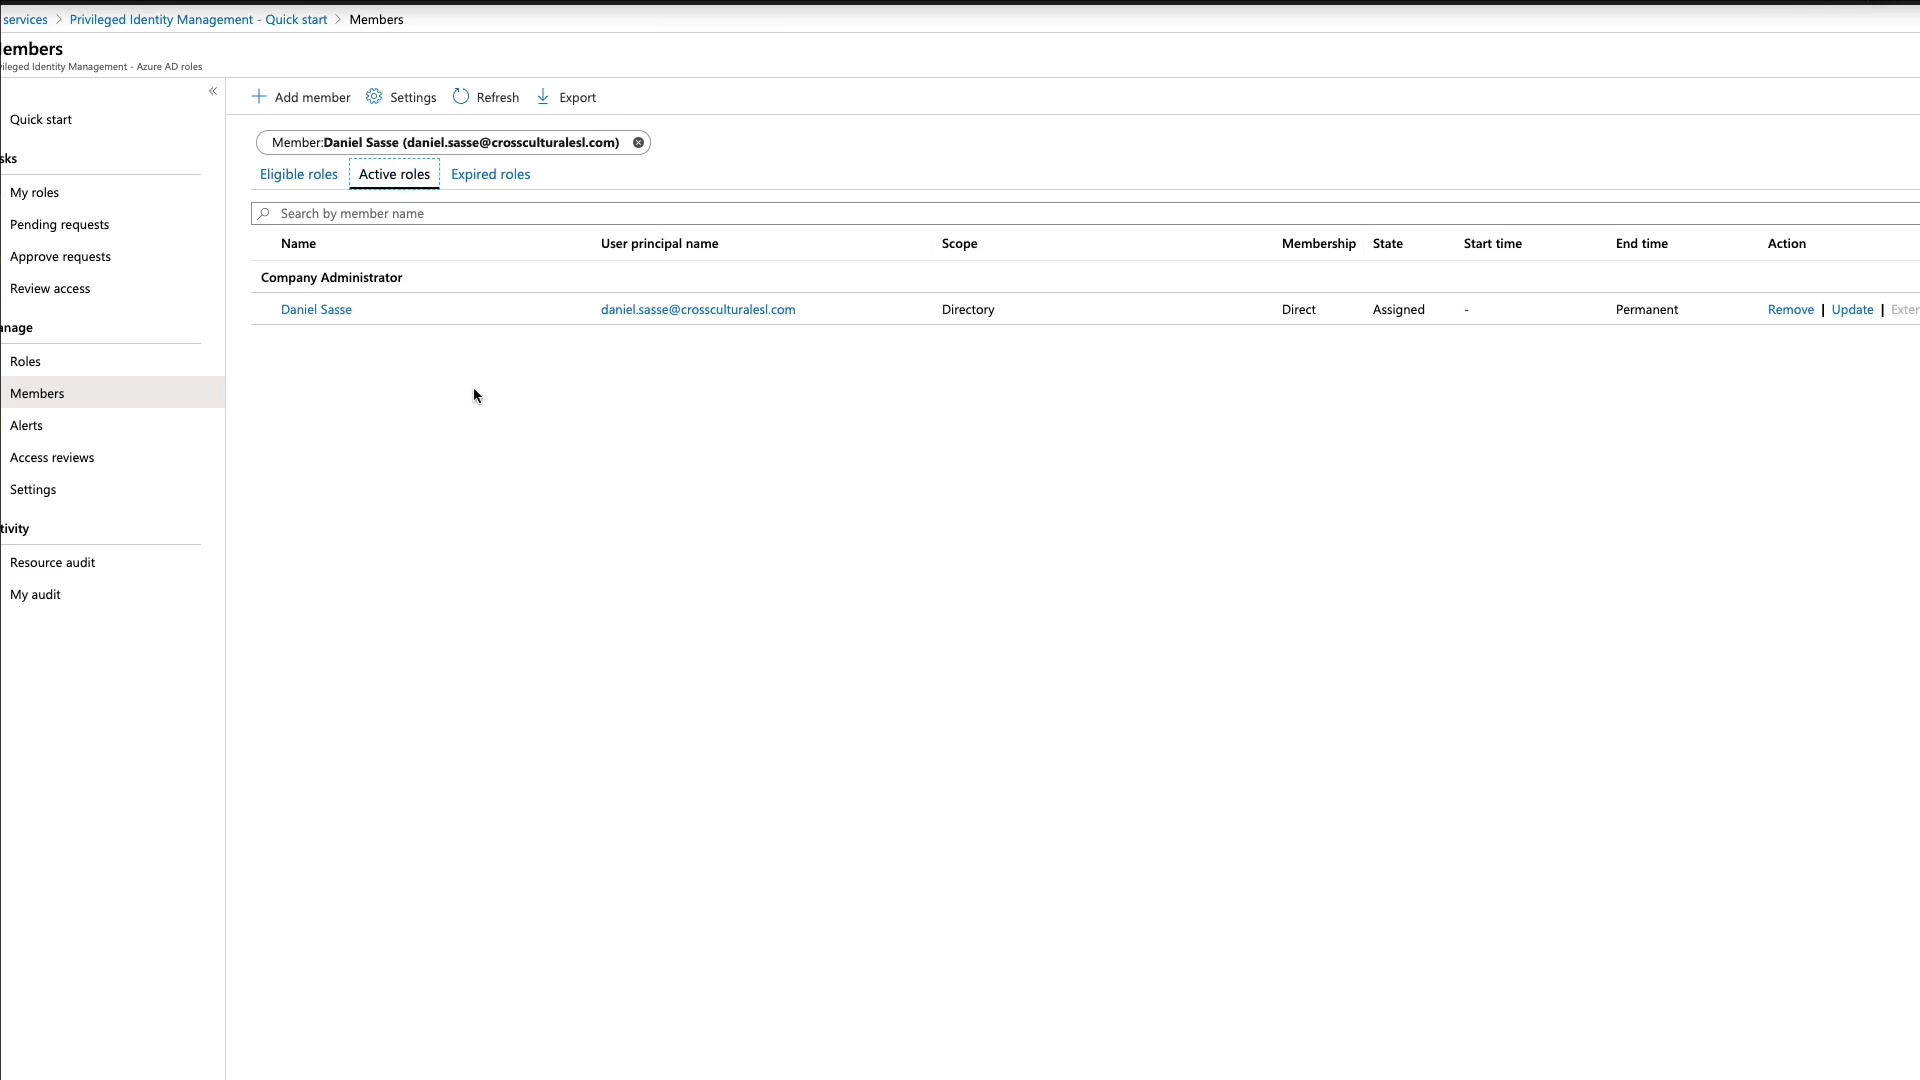 services > Privileged Identity Management - Quick start > Members
embers
ileged Identity Management - Azure AD roles
«
Quick start
sks
My roles
Pending requests
Approve requests
Review access
anage
Roles
Members
Alerts
Access reviews
Settings
tivity
Resource audit
My audit
Add member Settings Refresh Export
Member:Daniel Sasse (daniel.sasse@crossculturalesl.com)
Eligible roles Active roles Expired roles
Search by member name
Name User principal name Scope Membership State Start time End time Action
Company Administrator
Daniel Sasse daniel.sasse@crossculturalesl.com Directory Direct Assigned - Permanent Remove | Update | Exter